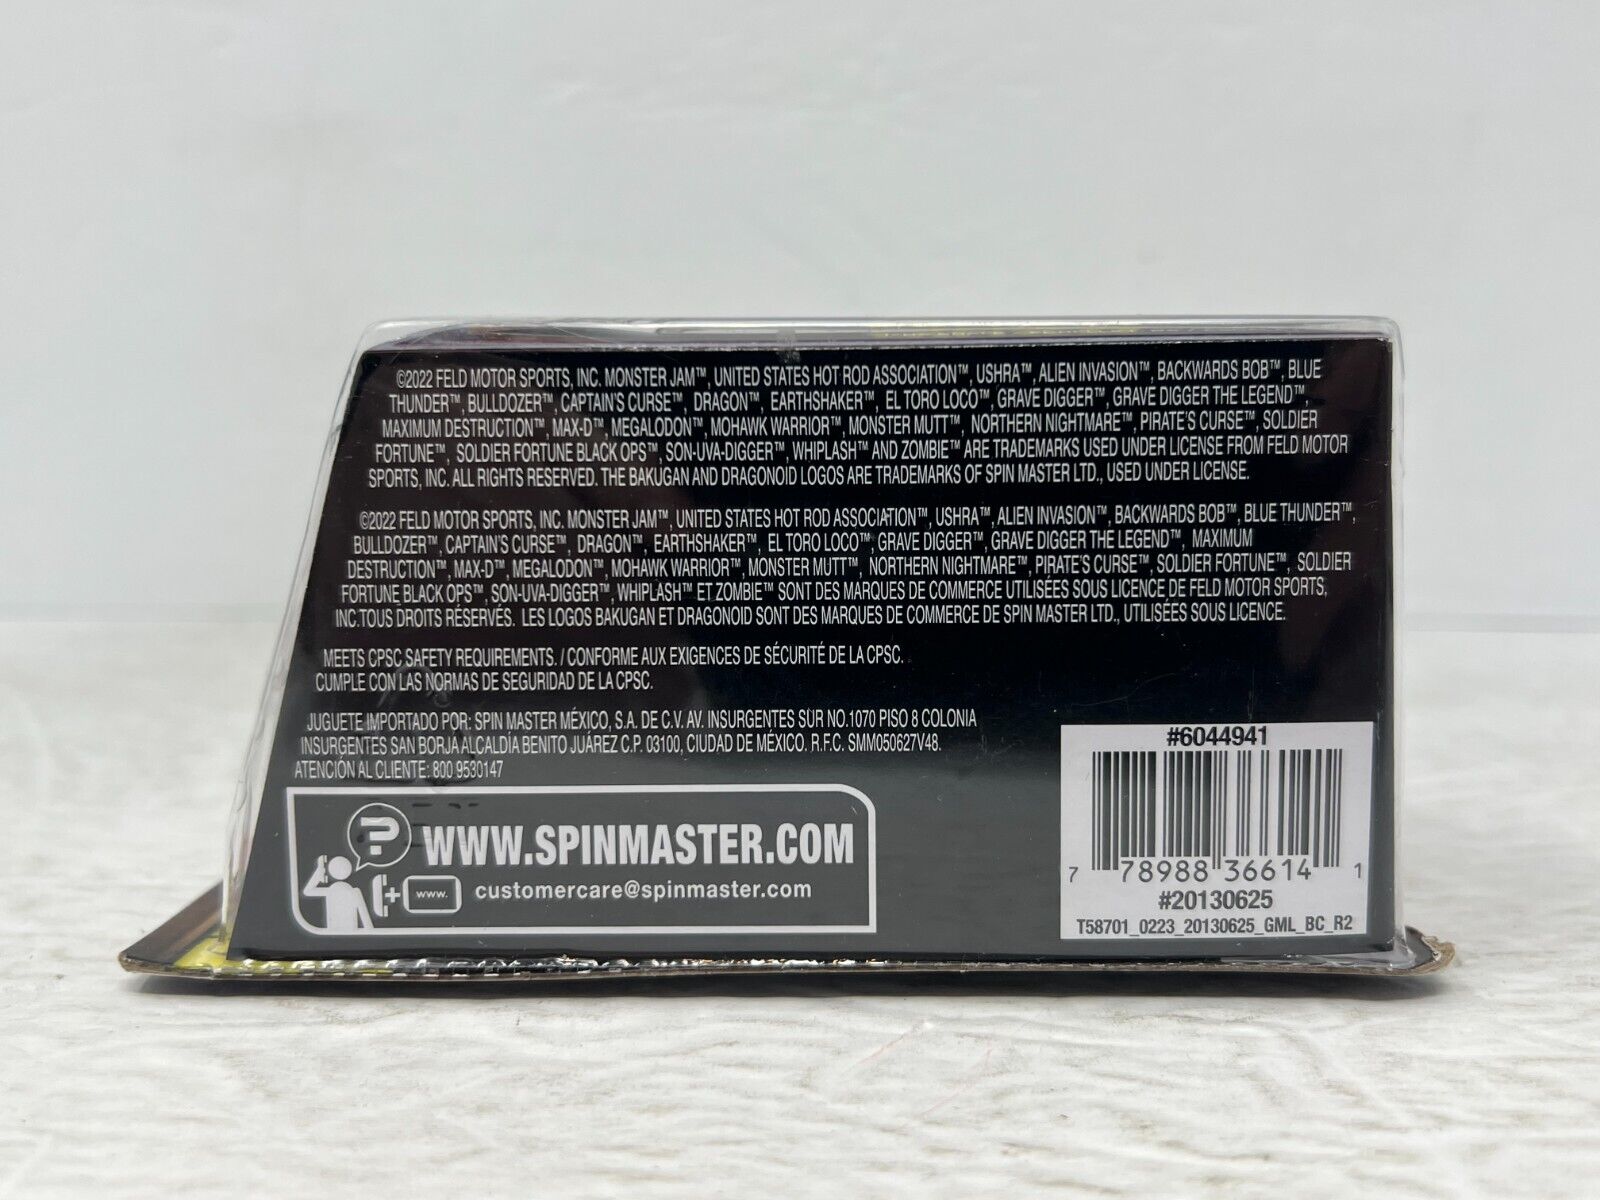 ©2022 FELD MOTOR SPORTS, INC. MONSTER JAM™, UNITED STATES HOT ROD ASSOCIATION™, USHRA™, ALIEN INVASION™, BACKWARDS BOB™, BLUE
THUNDER™, BULLDOZER™, CAPTAIN'S CURSE™, DRAGON™, EARTHSHAKER™, EL TORO LOCO™, GRAVE DIGGER™, GRAVE DIGGER THE LEGEND™,
MAXIMUM DESTRUCTION™, MAX-D™, MEGALODON™, MOHAWK WARRIOR™, MONSTER MUTT™, NORTHERN NIGHTMARE™, PIRATE'S CURSE™, SOLDIER
FORTUNE™, SOLDIER FORTUNE BLACK OPS™, SON-UVA-DIGGER™, WHIPLASH™ AND ZOMBIE™ ARE TRADEMARKS USED UNDER LICENSE FROM FELD MOTOR
SPORTS, INC. ALL RIGHTS RESERVED. THE BAKUGAN AND DRAGONOID LOGOS ARE TRADEMARKS OF SPIN MASTER LTD., USED UNDER LICENSE.
©2022 FELD MOTOR SPORTS, INC. MONSTER JAM™, UNITED STATES HOT ROD ASSOCIATION™, USHRA™, ALIEN INVASION™, BACKWARDS BOB™, BLUE THUNDER™,
BULLDOZER™, CAPTAIN'S CURSE™, DRAGON™, EARTHSHAKER™, EL TORO LOCO™, GRAVE DIGGER™, GRAVE DIGGER THE LEGEND™, MAXIMUM
DESTRUCTION™, MAX-D™, MEGALODON™, MOHAWK WARRIOR™, MONSTER MUTT™, NORTHERN NIGHTMARE™, PIRATE'S CURSE™, SOLDIER FORTUNE™, SOLDIER
FORTUNE BLACK OPS™, SON-UVA-DIGGER™, WHIPLASH™ ET ZOMBIE™ SONT DES MARQUES DE COMMERCE UTILISÉES SOUS LICENCE DE FELD MOTOR SPORTS,
INC.TOUS DROITS RÉSERVÉS. LES LOGOS BAKUGAN ET DRAGONOID SONT DES MARQUES DE COMMERCE DE SPIN MASTER LTD., UTILISÉES SOUS LICENCE.
MEETS CPSC SAFETY REQUIREMENTS. / CONFORME AUX EXIGENCES DE SÉCURITÉ DE LA CPSC.
CUMPLE CON LAS NORMAS DE SEGURIDAD DE LA CPSC.
JUGUETE IMPORTADO POR: SPIN MASTER MÉXICO, S.A. DE C.V. AV. INSURGENTES SUR NO.1070 PISO 8 COLONIA
INSURGENTES SAN BORJA ALCALDÍA BENITO JUÁREZ C.P. 03100, CIUDAD DE MÉXICO. R.F.C. SMM050627V48.
ATENCIÓN AL CLIENTE: 800 9530147
? WWW.SPINMASTER.COM
+ www. customercare@spinmaster.com
#6044941
7 78988 36614 1
#20130625
T58701_0223_20130625_GML_BC_R2